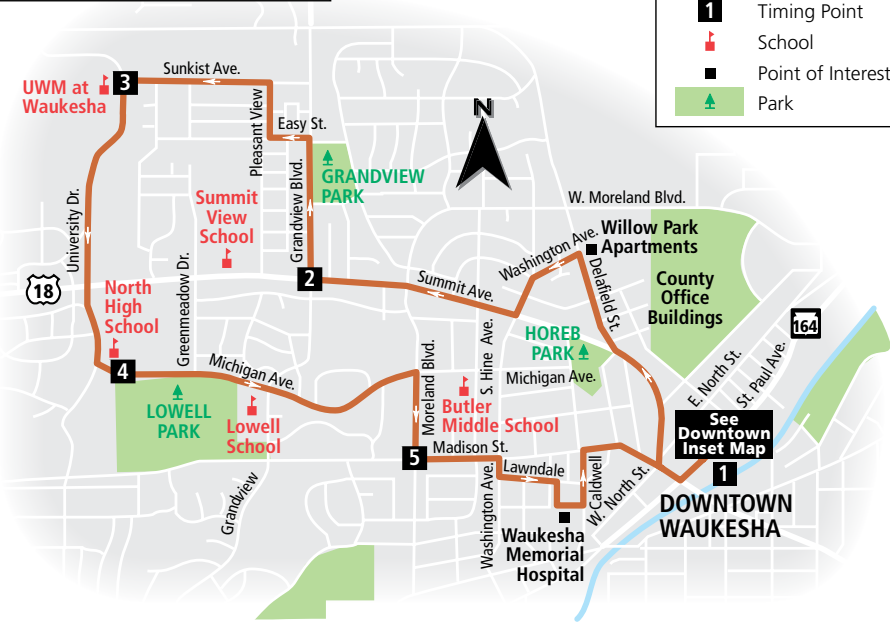 1 Timing Point
School
Point of Interest
Park
Sunkist Ave.
3
UWM at
Waukesha
Pleasant View
Easy St.
N
GRANDVIEW
PARK
Grandview Blvd.
Summit
View
School
University Dr.
W. Moreland Blvd.
Willow Park
Apartments
Washington Ave.
Delafield St.
County
Office
Buildings
2
Summit Ave.
18
164
North
High
School
Greenmeadow Dr.
HOREB
PARK
S. Hine Ave.
Michigan Ave.
E. North St.
St. Paul Ave.
4
Michigan Ave.
Moreland Blvd.
LOWELL
PARK
Lowell
School
Butler
Middle School
See
Downtown
Inset Map
1
DOWNTOWN
WAUKESHA
5
Madison St.
Lawndale
Caldwell
W. North St.
Grandview
Washington Ave.
Waukesha
Memorial
Hospital